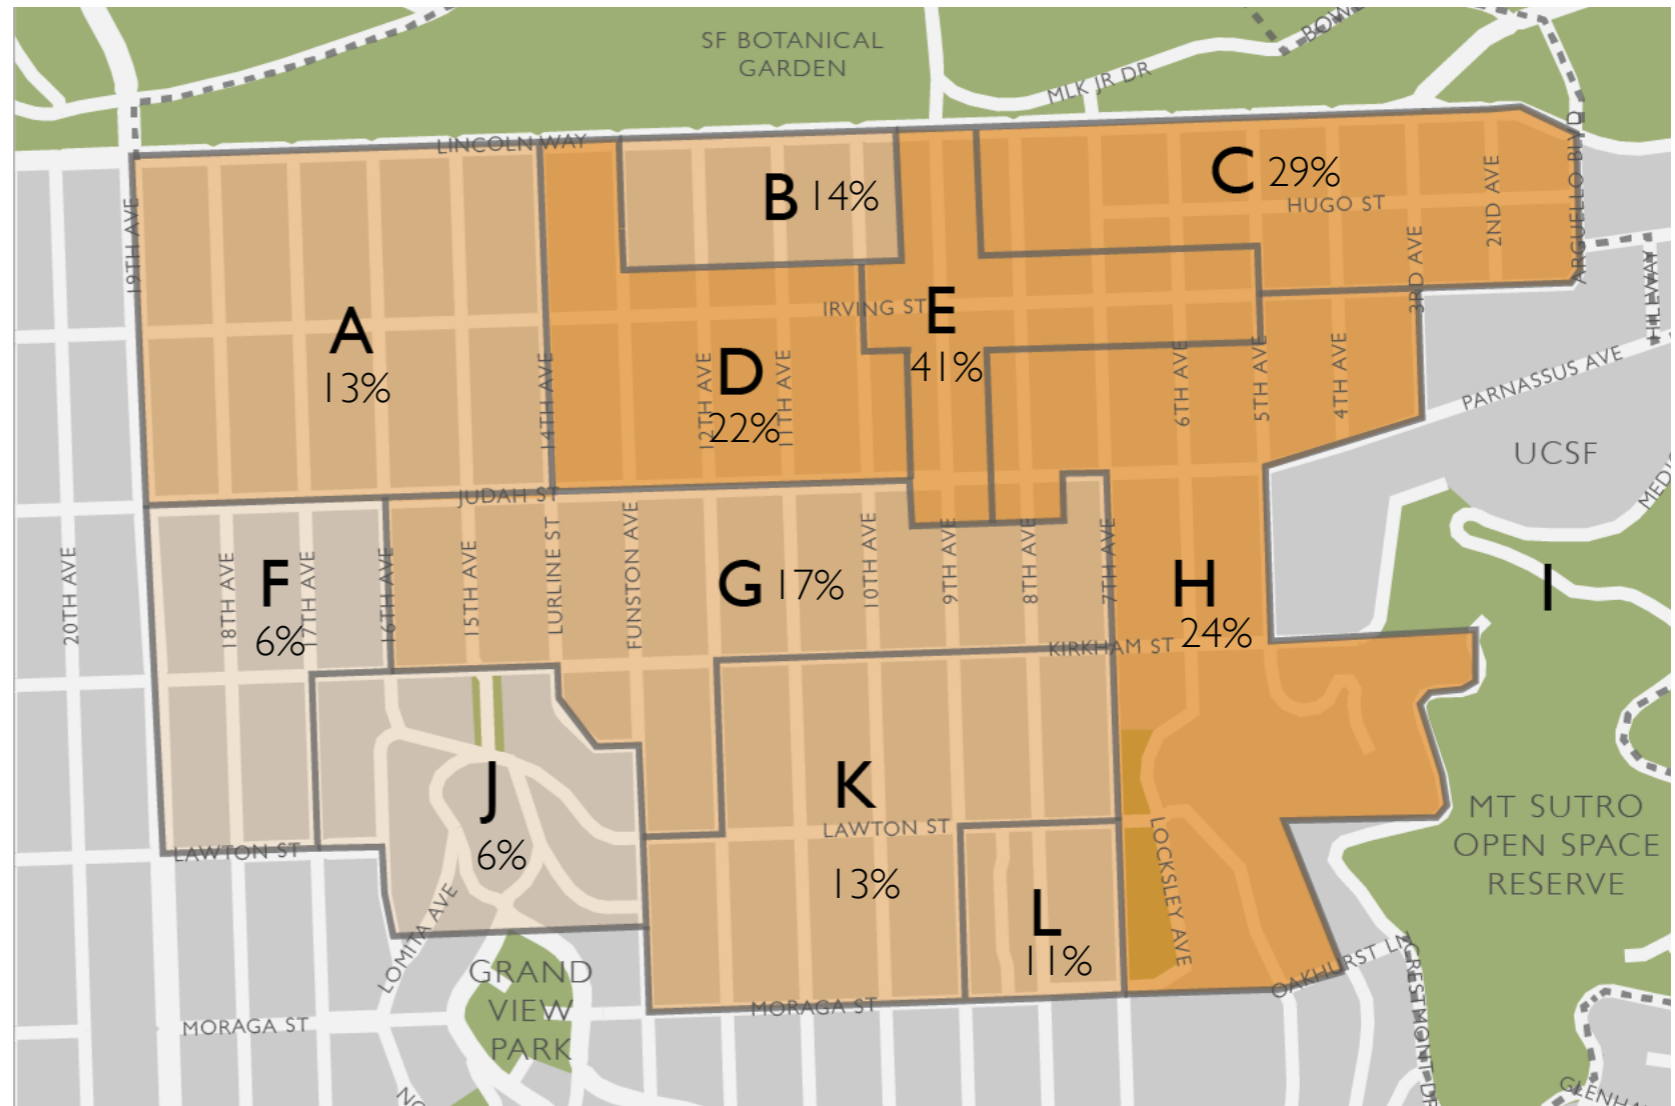 SF BOTANICAL
GARDEN
MLK JR DR
LINCOLN WAY
ARGUELLO BLVD
19TH AVE
B 14%
C 29%
HUGO ST
2ND AVE
3RD AVE
HILLWAY
A
13%
14TH AVE
IRVING ST
E
41%
D
22%
12TH AVE
11TH AVE
6TH AVE
5TH AVE
4TH AVE
PARNASSUS AVE
UCSF
JUDAH ST
20TH AVE
18TH AVE
F
6%
17TH AVE
16TH AVE
15TH AVE
LURLINE ST
FUNSTON AVE
G 17%
10TH AVE
9TH AVE
8TH AVE
7TH AVE
H
24%
I
KIRKHAM ST
J
6%
K
13%
LAWTON ST
LAWTON ST
L
11%
LOCKSLEY AVE
MT SUTRO
OPEN SPACE
RESERVE
LOMITA AVE
GRAND
VIEW
PARK
OAKHURST LN
MORAGA ST
MORAGA ST